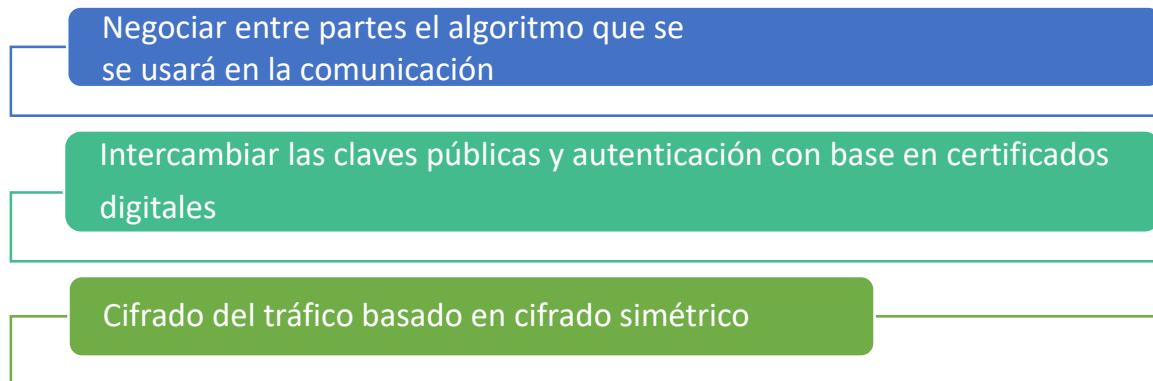 Negociar entre partes el algoritmo que se
se usará en la comunicación
Intercambiar las claves públicas y autenticación con base en certificados
digitales
Cifrado del tráfico basado en cifrado simétrico